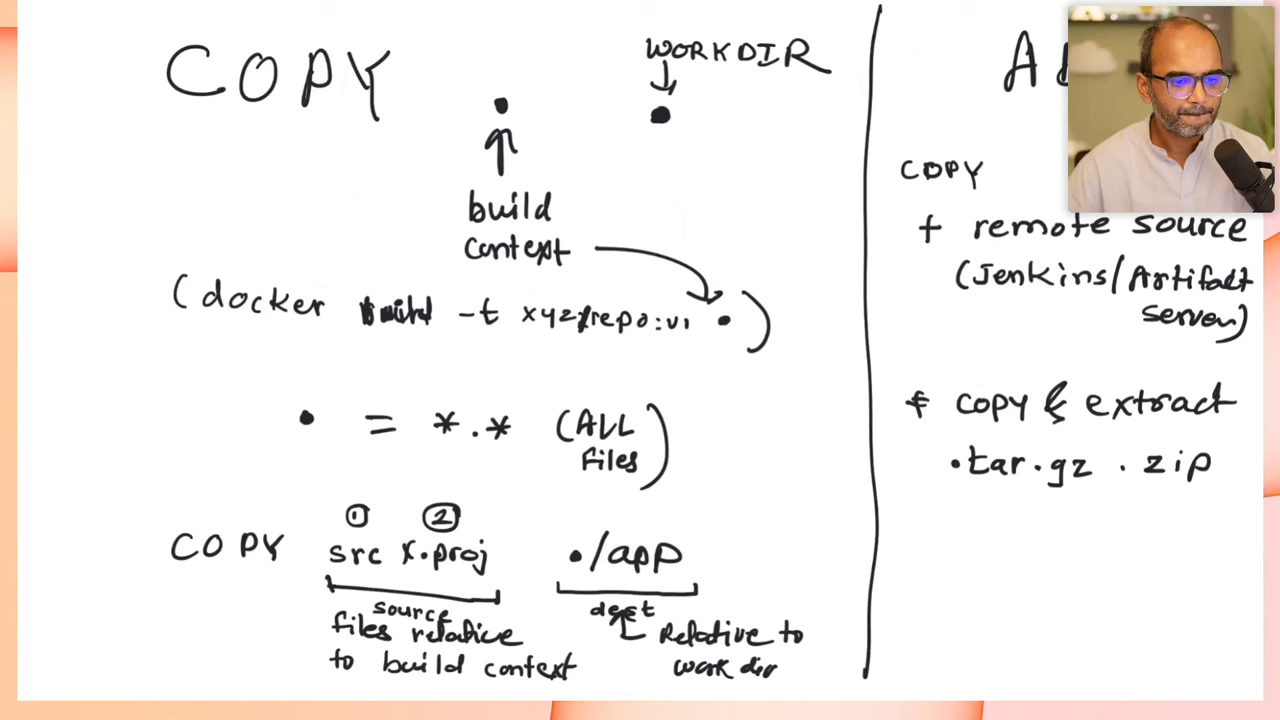 COPY
WORKDIR
build
context
(docker build -t xyz/repo:v1 .)
. = *.* (ALL
files)
① ②
COPY src x.proj ./app
source dest
files relative
to build context
Relative to
work dir
COPY
+ remote source
(Jenkins/Artifact
server)
+ copy & extract
.tar.gz .zip